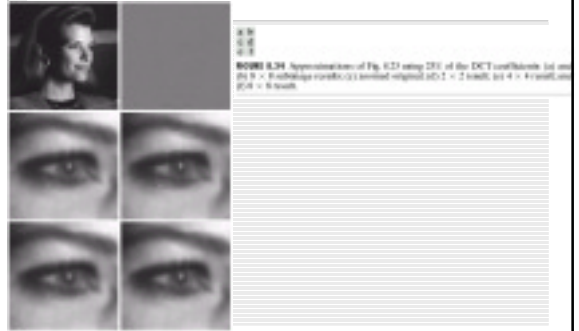 a b
c d
e f
FIGURE 8.24 Approximations of Fig. 8.23 using 25% of the DCT coefficients: (a) and
(b) 8 × 8 subimage results; (c) zoomed original; (d) 2 × 2 result; (e) 4 × 4 result; and
(f) 8 × 8 result.